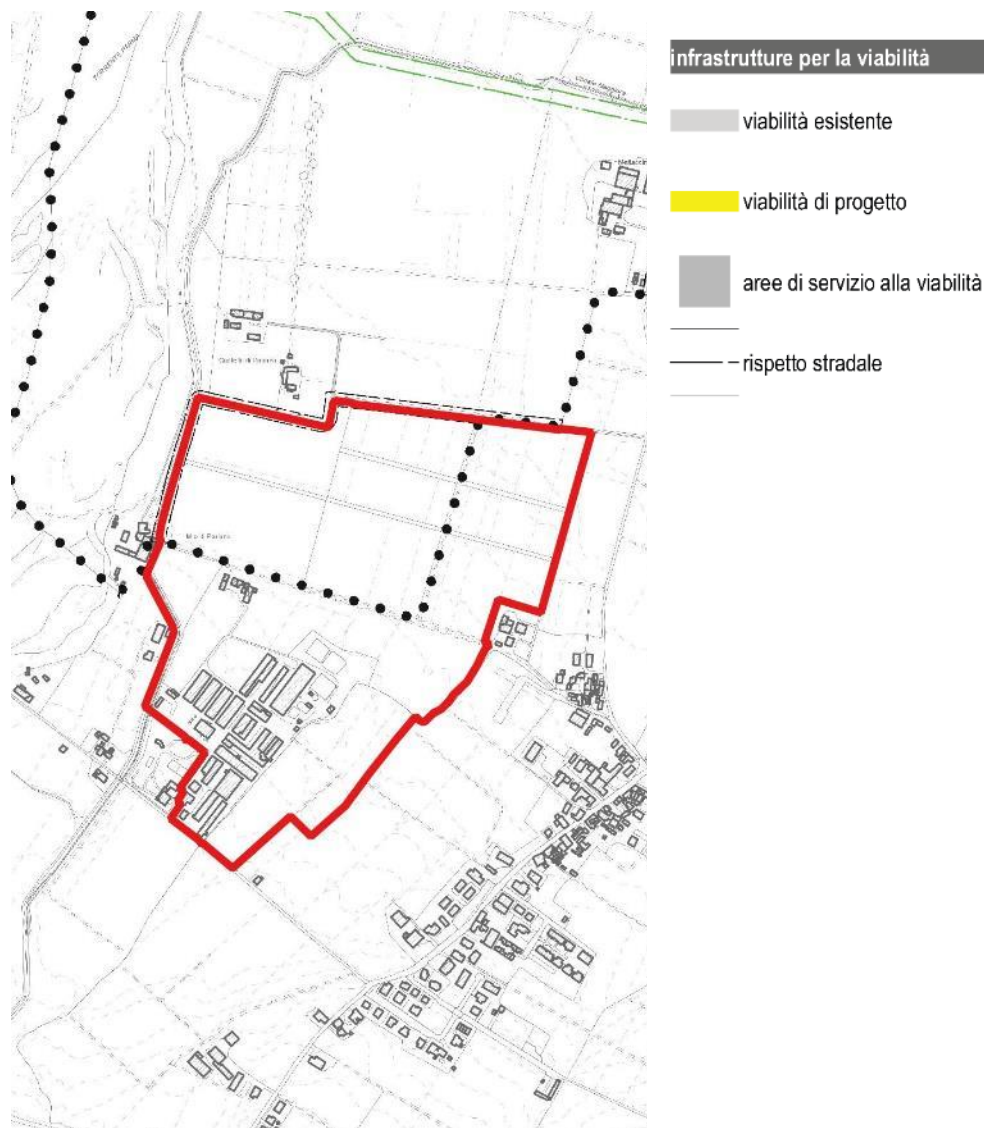 infrastrutture per la viabilità
viabilità esistente
viabilità di progetto
aree di servizio alla viabilità
rispetto stradale